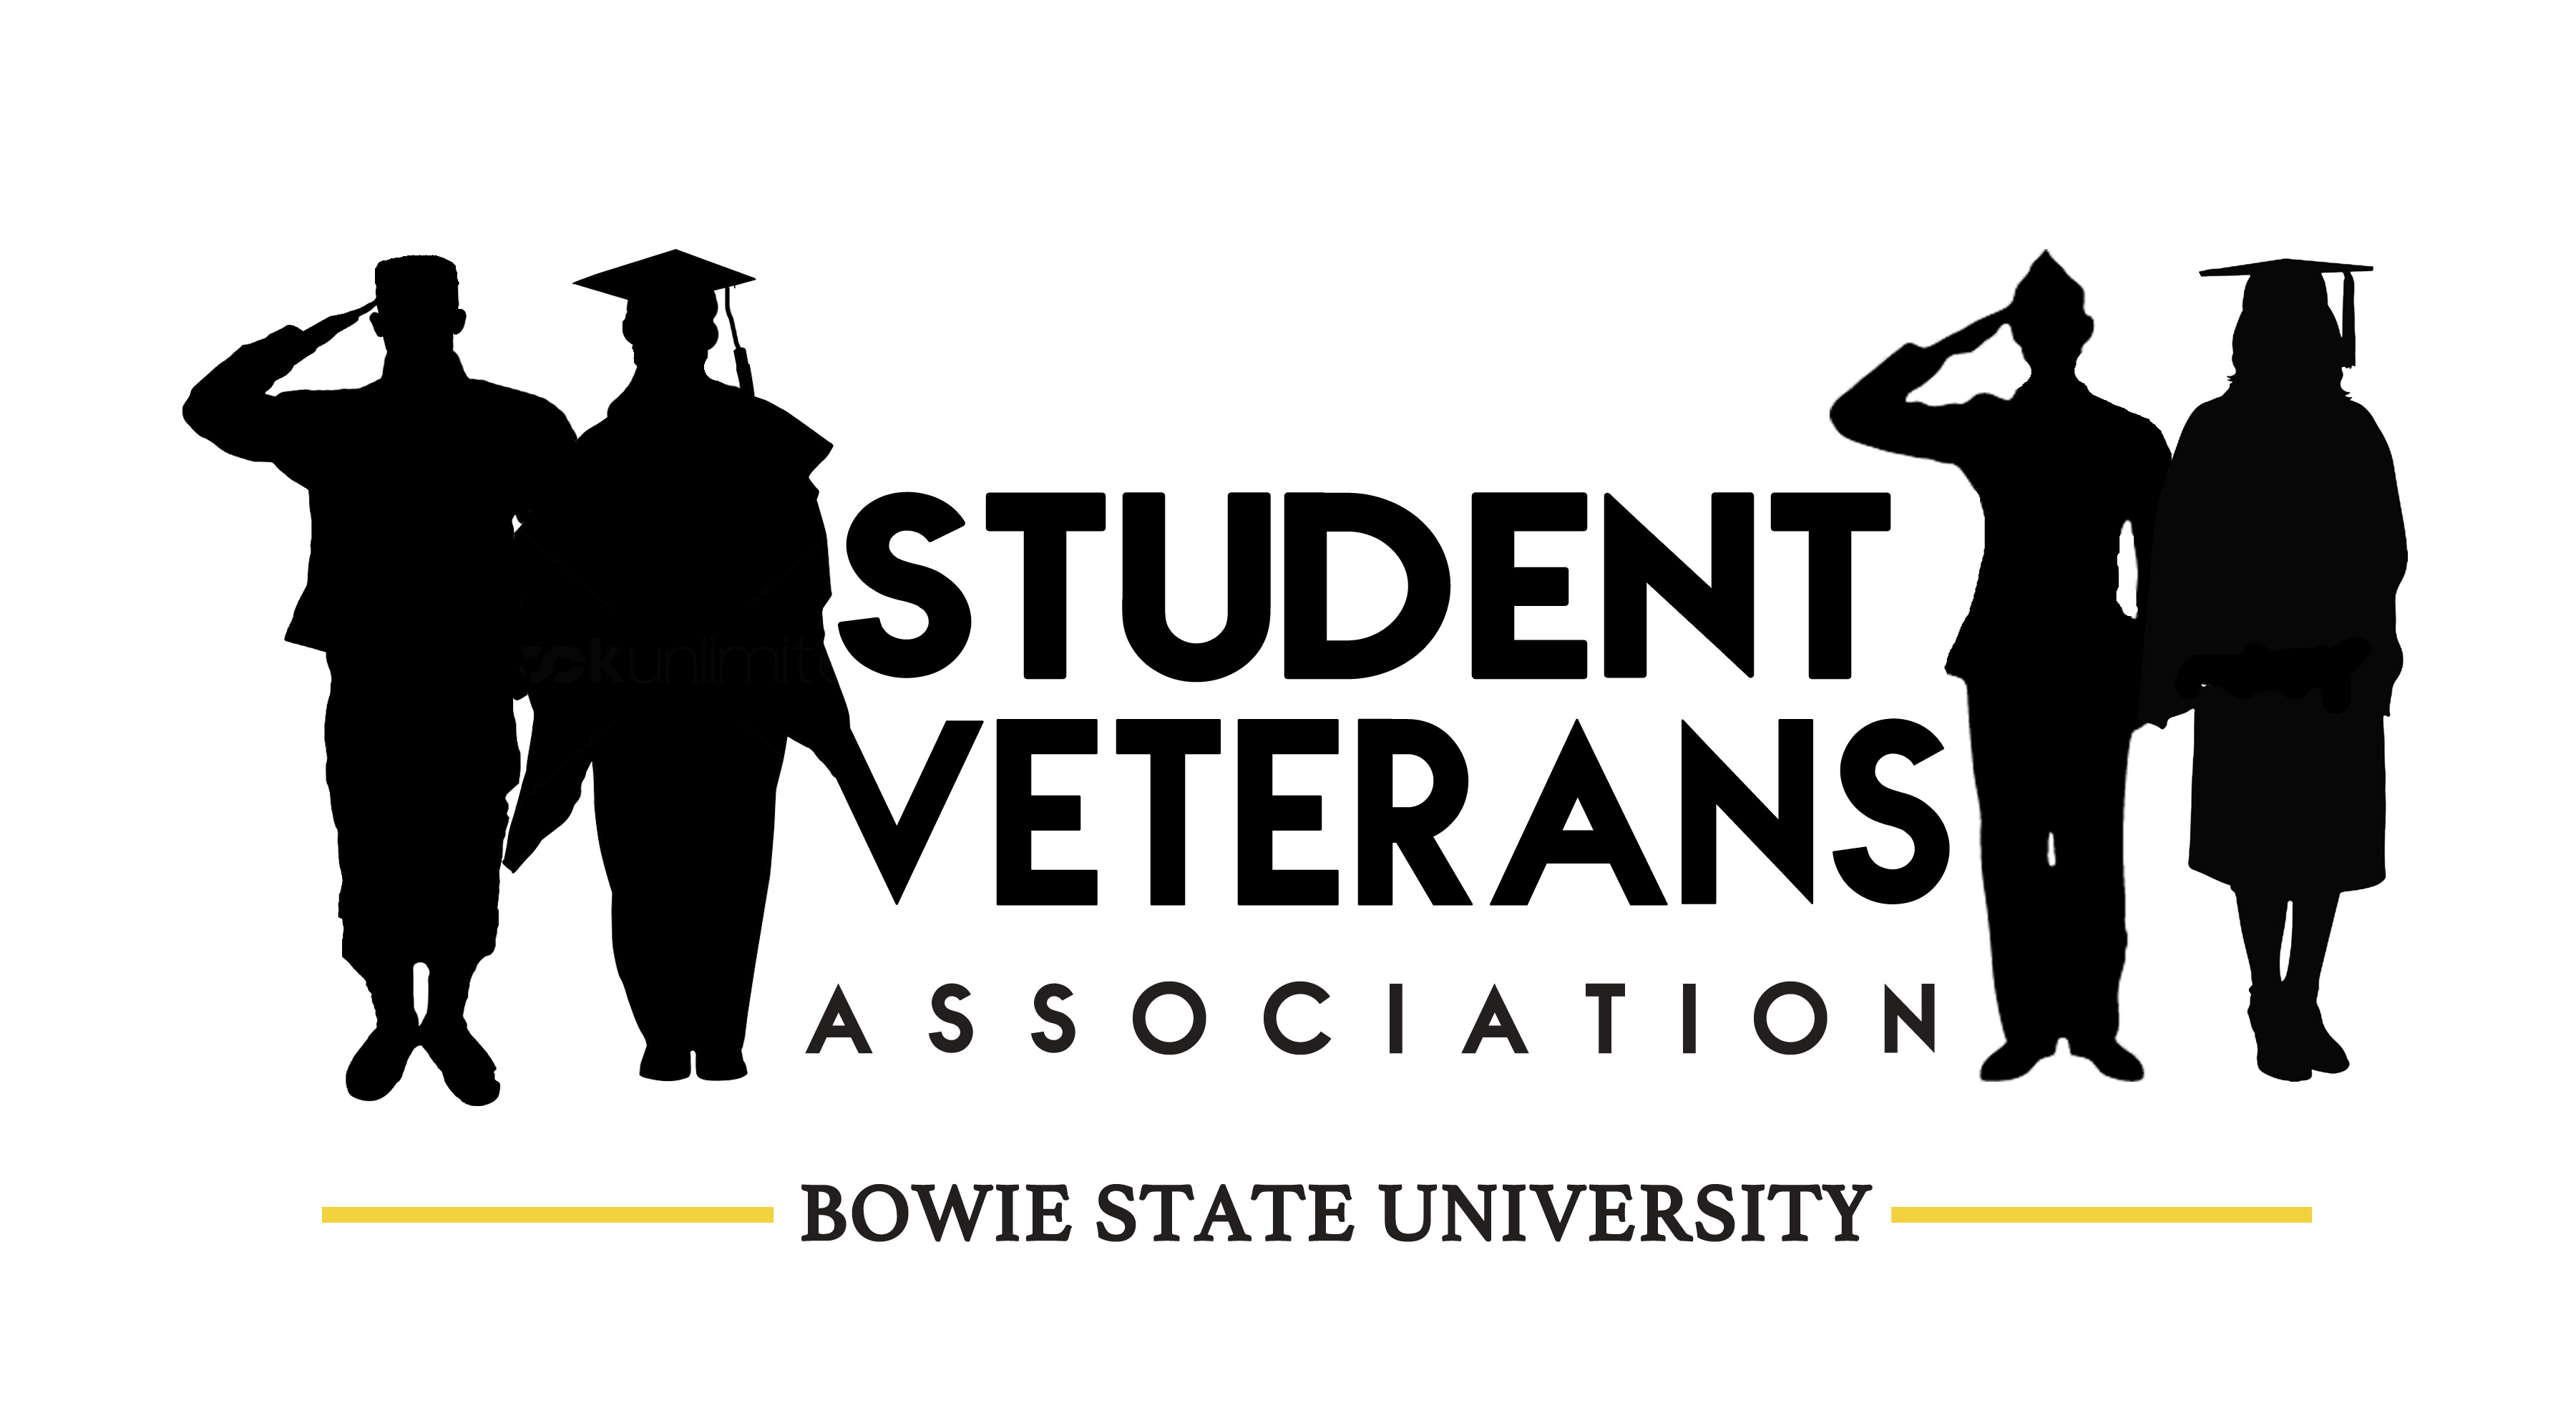 STUDENT
VETERANS
ASSOCIATION
BOWIE STATE UNIVERSITY